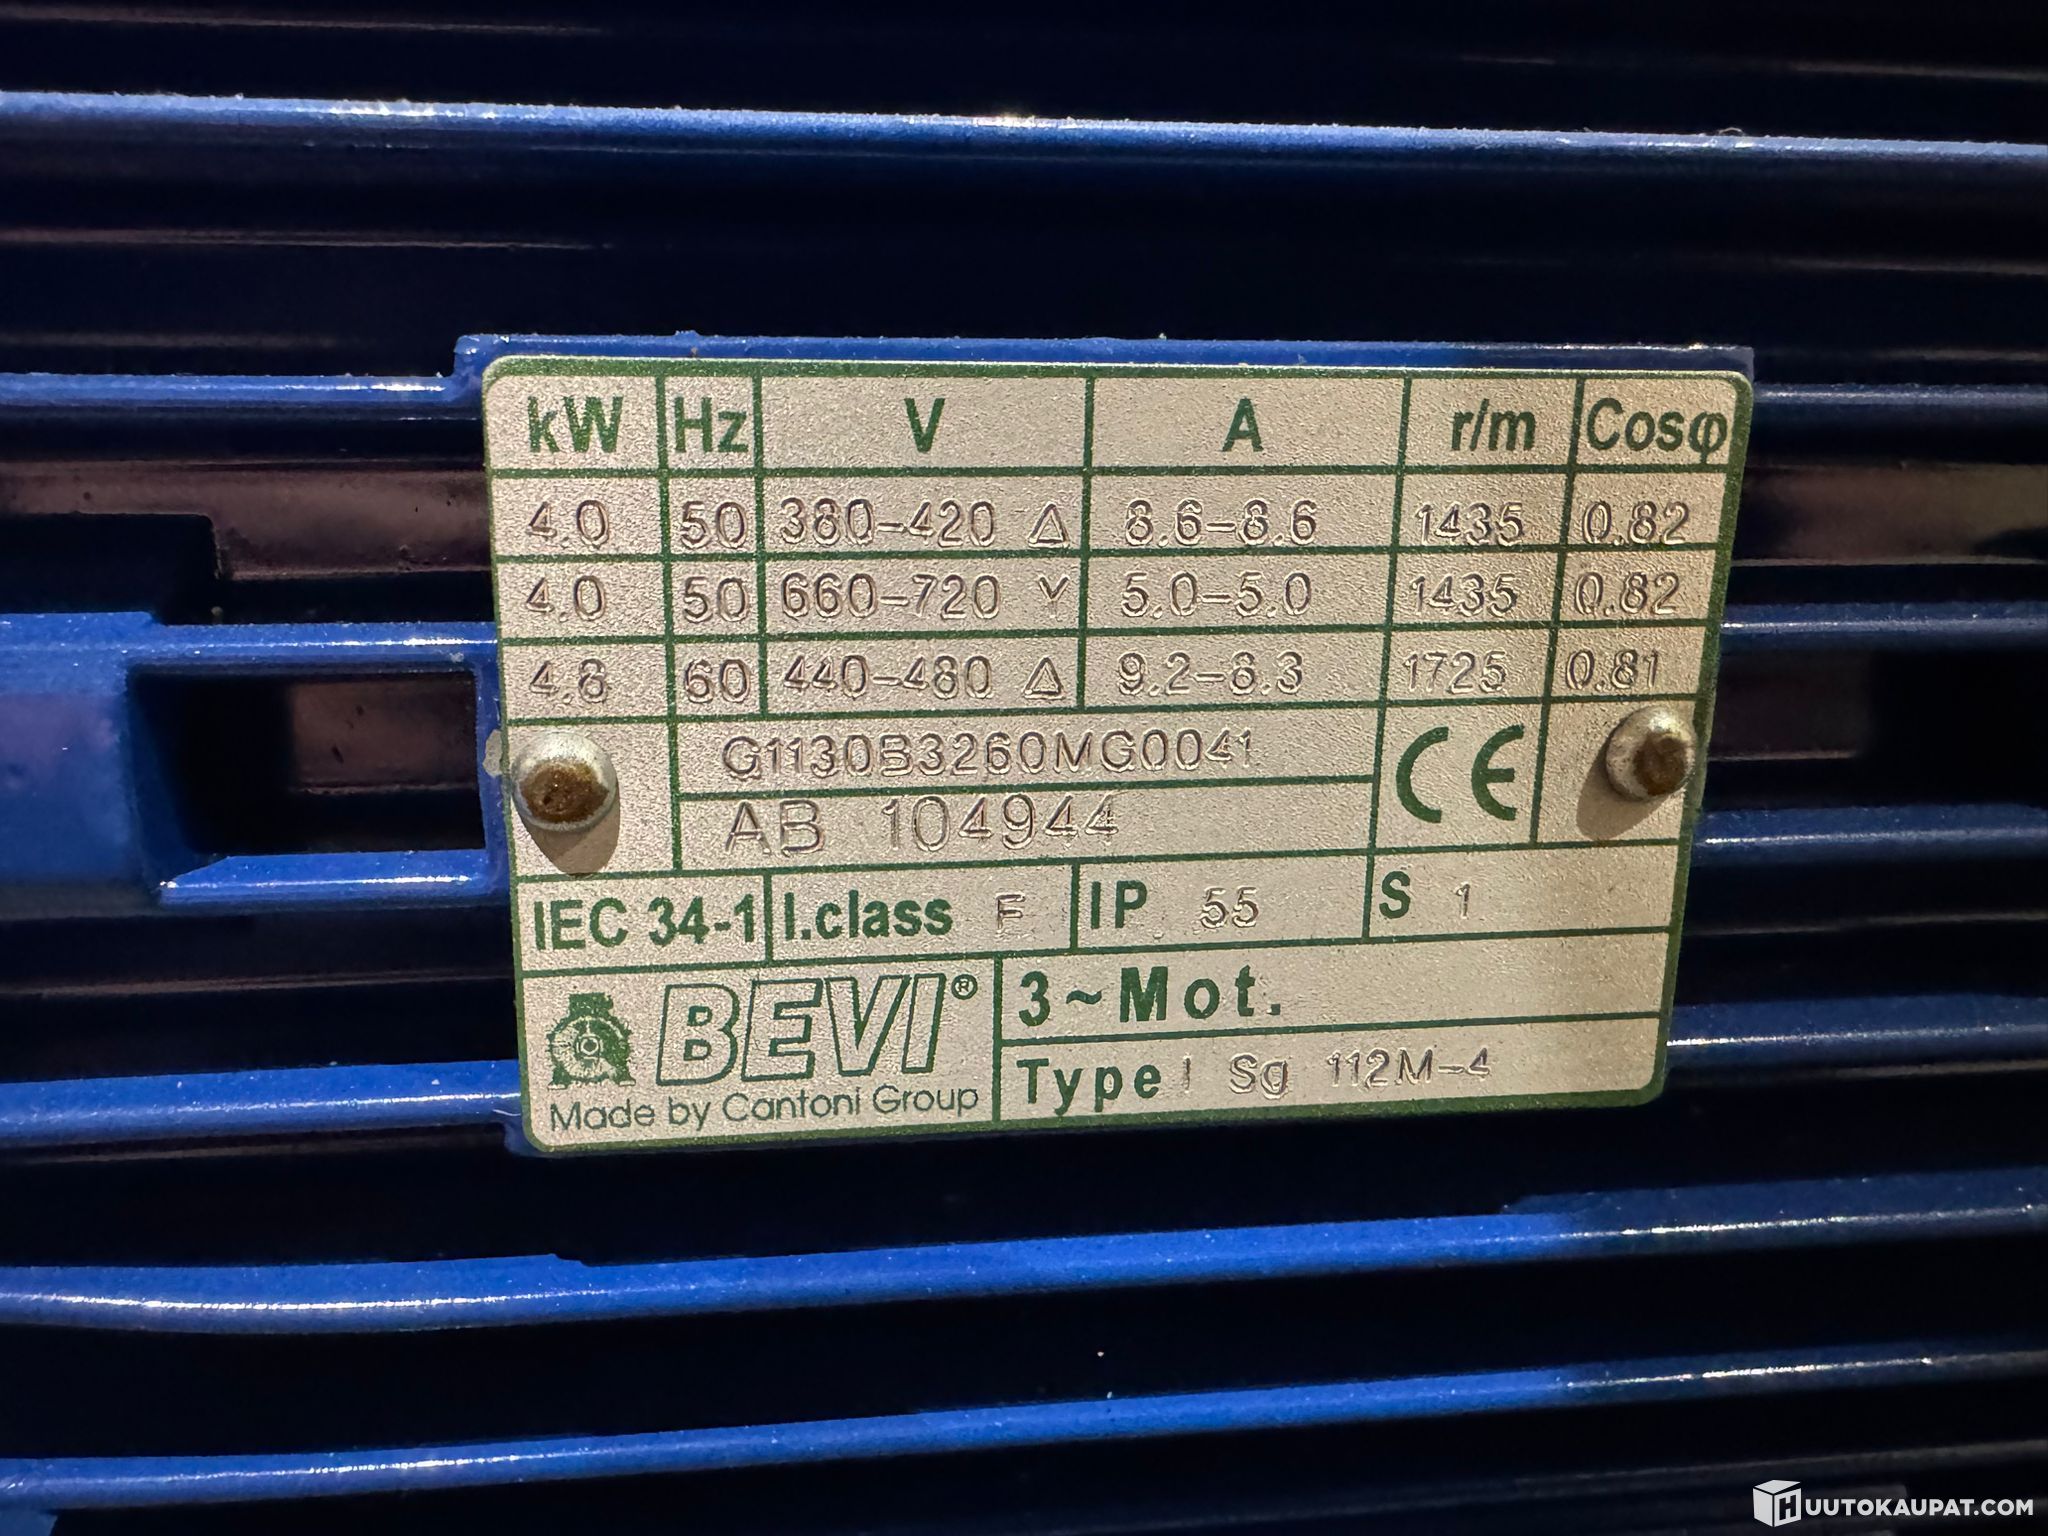 kW Hz V A r/m Cosφ
4.0 50 380-420 Δ 8.6-8.6 1435 0.82
4.0 50 660-720 Y 5.0-5.0 1435 0.82
4.8 60 440-480 Δ 9.2-8.3 1725 0.81
G1130B3260MG0041
CE
AB 104944
IEC 34-1 I.class F IP 55 S 1
BEVI®
Made by Cantoni Group
3~Mot.
Type Sg 112M-4
HUUTOKAUPAT.COM